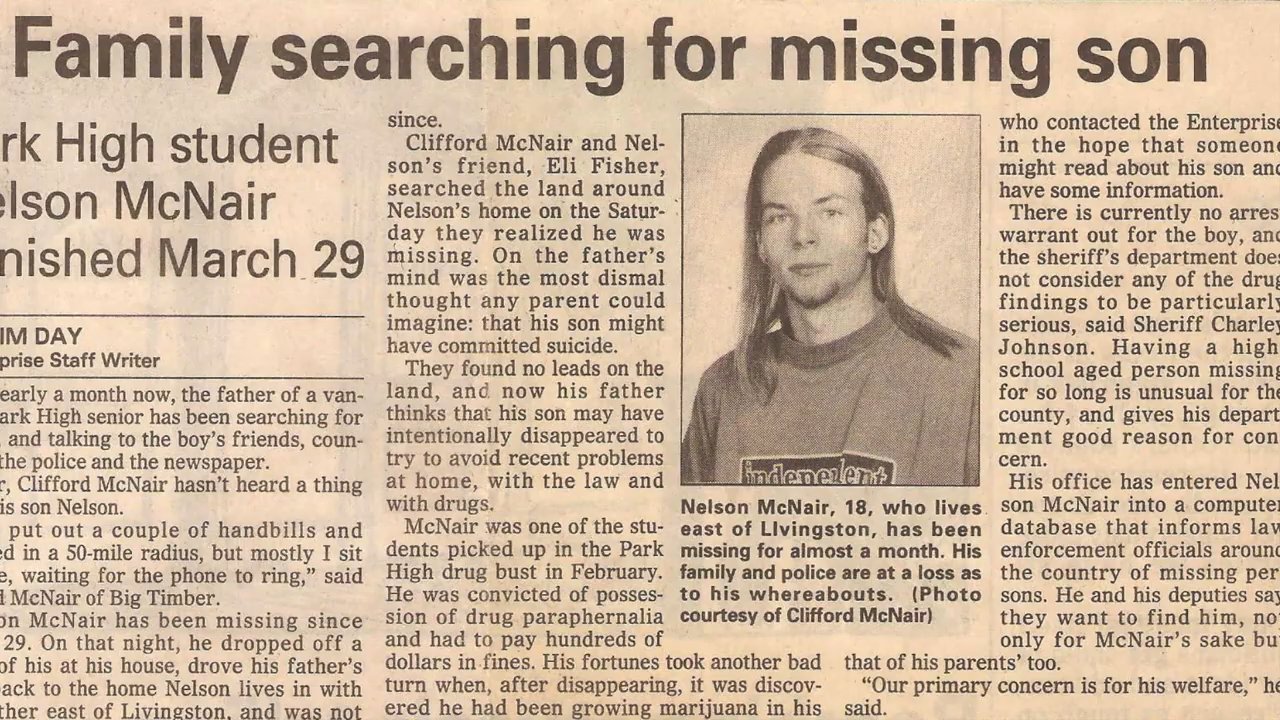 Family searching for missing son
rk High student
elson McNair
nished March 29
IM DAY
prise Staff Writer
early a month now, the father of a van-
ark High senior has been searching for
, and talking to the boy's friends, coun-
the police and the newspaper.
r, Clifford McNair hasn't heard a thing
is son Nelson.
put out a couple of handbills and
ed in a 50-mile radius, but mostly I sit
e, waiting for the phone to ring,” said
d McNair of Big Timber.
on McNair has been missing since
29. On that night, he dropped off a
of his at his house, drove his father's
back to the home Nelson lives in with
ther east of Livingston, and was not
since.
Clifford McNair and Nel-
son's friend, Eli Fisher,
searched the land around
Nelson's home on the Satur-
day they realized he was
missing. On the father's
mind was the most dismal
thought any parent could
imagine: that his son might
have committed suicide.
They found no leads on the
land, and now his father
thinks that his son may have
intentionally disappeared to
try to avoid recent problems
at home, with the law and
with drugs.
McNair was one of the stu-
dents picked up in the Park
High drug bust in February.
He was convicted of posses-
sion of drug paraphernalia
and had to pay hundreds of
dollars in fines. His fortunes took another bad
turn when, after disappearing, it was discov-
ered he had been growing marijuana in his
indepen/ent
Nelson McNair, 18, who lives
east of LIvingston, has been
missing for almost a month. His
family and police are at a loss as
to his whereabouts. (Photo
courtesy of Clifford McNair)
who contacted the Enterprise
in the hope that someone
might read about his son and
have some information.
There is currently no arres
warrant out for the boy, and
the sheriff's department does
not consider any of the drug
findings to be particularly
serious, said Sheriff Charley
Johnson. Having a high
school aged person missing
for so long is unusual for the
county, and gives his depart
ment good reason for con
cern.
His office has entered Nel
son McNair into a computer
database that informs law
enforcement officials around
the country of missing per
sons. He and his deputies say
they want to find him, no
only for McNair's sake bu
that of his parents' too.
“Our primary concern is for his welfare,” he
said.